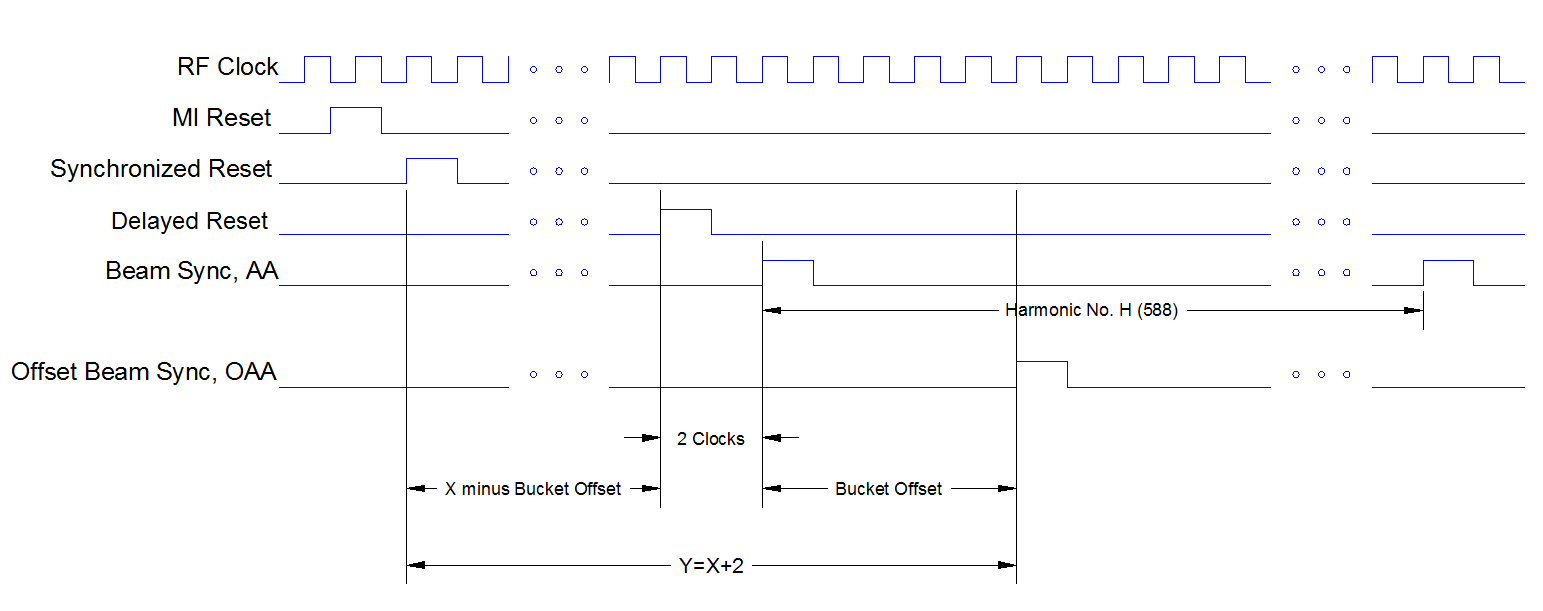 RF Clock
MI Reset
Synchronized Reset
Delayed Reset
Beam Sync, AA
Harmonic No. H (588)
Offset Beam Sync, OAA
2 Clocks
X minus Bucket Offset
Bucket Offset
Y=X+2